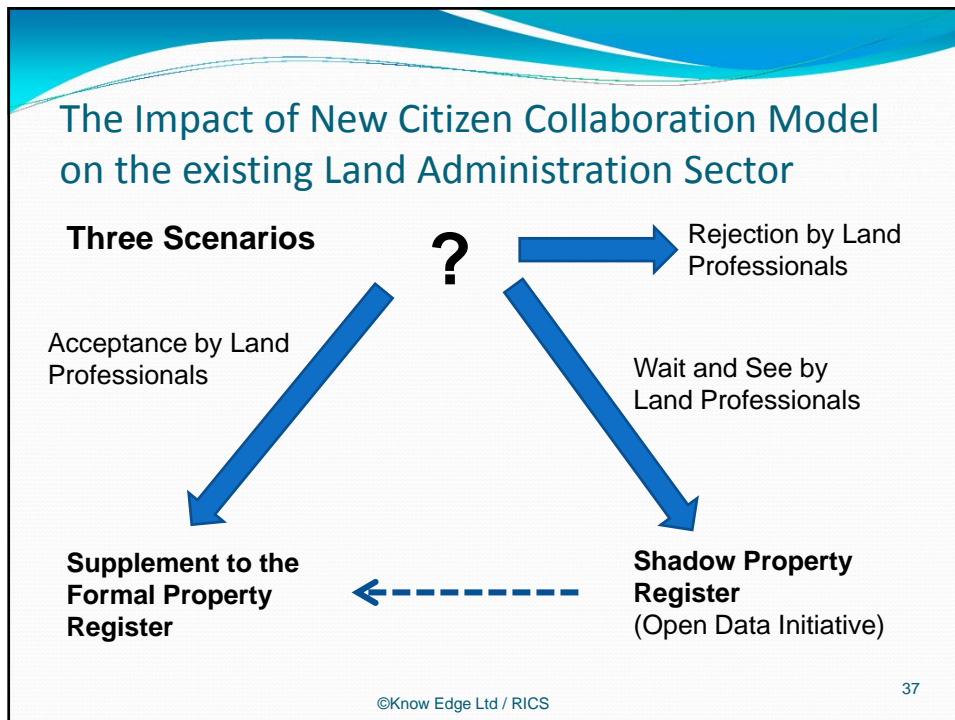 The Impact of New Citizen Collaboration Model
on the existing Land Administration Sector
Three Scenarios
?
Rejection by Land
Professionals
Acceptance by Land
Professionals
Wait and See by
Land Professionals
Supplement to the
Formal Property
Register
Shadow Property
Register
(Open Data Initiative)
©Know Edge Ltd / RICS
37